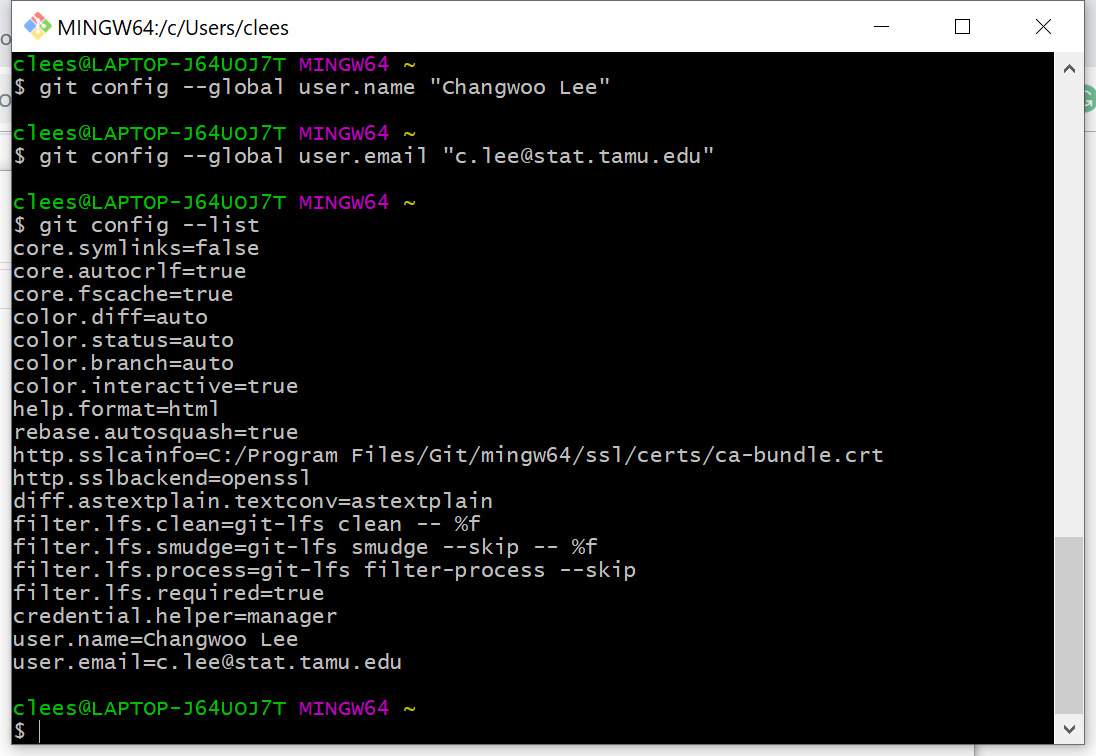 MINGW64:/c/Users/clees
clees@LAPTOP-J64UOJ7T MINGW64 ~
$ git config --global user.name "Changwoo Lee"
clees@LAPTOP-J64UOJ7T MINGW64 ~
$ git config --global user.email "c.lee@stat.tamu.edu"
clees@LAPTOP-J64UOJ7T MINGW64 ~
$ git config --list
core.symlinks=false
core.autocrlf=true
core.fscache=true
color.diff=auto
color.status=auto
color.branch=auto
color.interactive=true
help.format=html
rebase.autosquash=true
http.sslcainfo=C:/Program Files/Git/mingw64/ssl/certs/ca-bundle.crt
http.sslbackend=openssl
diff.astextplain.textconv=astextplain
filter.lfs.clean=git-lfs clean -- %f
filter.lfs.smudge=git-lfs smudge --skip -- %f
filter.lfs.process=git-lfs filter-process --skip
filter.lfs.required=true
credential.helper=manager
user.name=Changwoo Lee
user.email=c.lee@stat.tamu.edu
clees@LAPTOP-J64UOJ7T MINGW64 ~
$